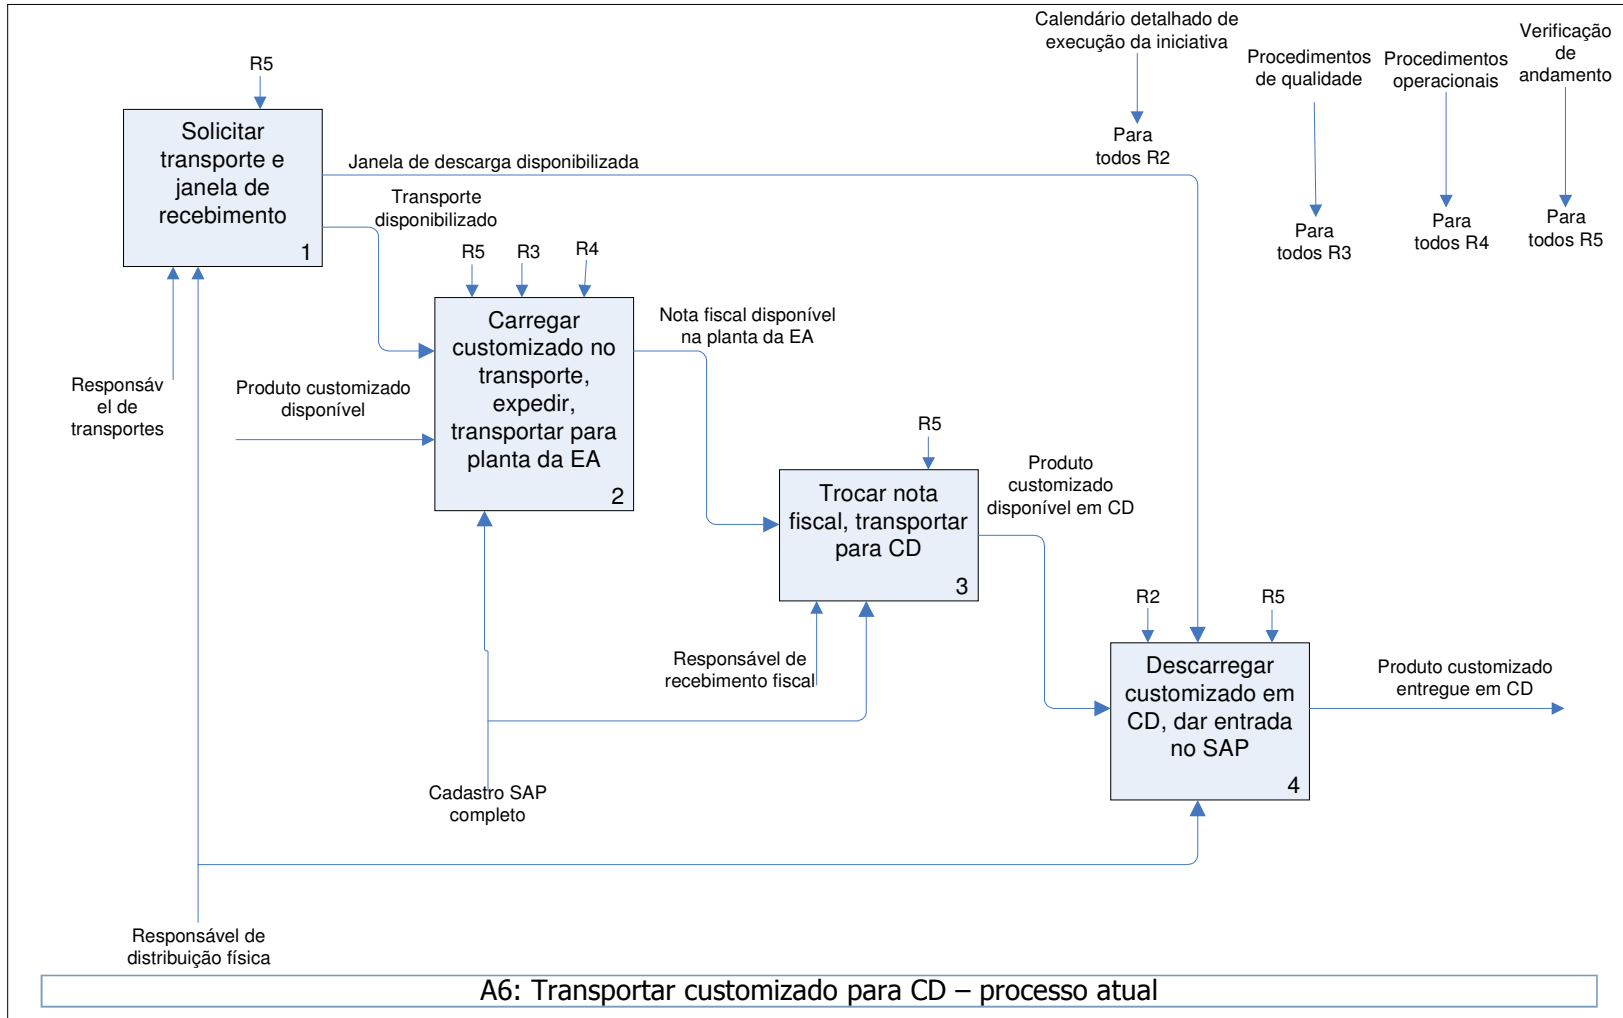 Calendário detalhado de
execução da iniciativa
Para
todos R2
Procedimentos
de qualidade
Para
todos R3
Procedimentos
operacionais
Para
todos R4
Verificação
de
andamento
Para
todos R5
R5
Solicitar
transporte e
janela de
recebimento
1
Janela de descarga disponibilizada
Transporte
disponibilizado
Responsáv
el de
transportes
Produto customizado
disponível
R5
R3
R4
Carregar
customizado no
transporte,
expedir,
transportar para
planta da EA
2
Nota fiscal disponível
na planta da EA
R5
Trocar nota
fiscal, transportar
para CD
3
Produto
customizado
disponível em CD
Responsável de
recebimento fiscal
R2
R5
Descarregar
customizado em
CD, dar entrada
no SAP
4
Produto customizado
entregue em CD
Cadastro SAP
completo
Responsável de
distribuição física
A6: Transportar customizado para CD – processo atual